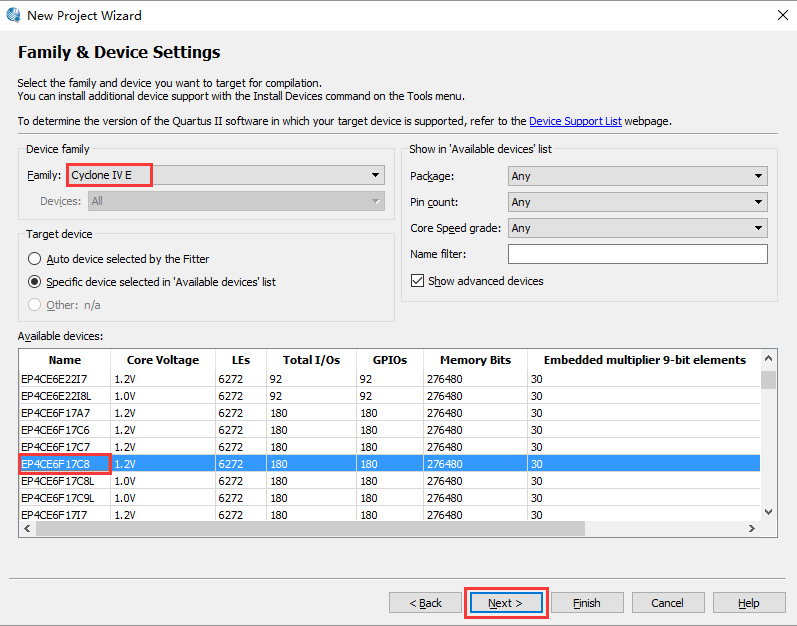 New Project Wizard
Family & Device Settings
Select the family and device you want to target for compilation.
You can install additional device support with the Install Devices command on the Tools menu.
To determine the version of the Quartus II software in which your target device is supported, refer to the Device Support List webpage.
Device family
Family: Cyclone IV E
Devices: All
Target device
Auto device selected by the Fitter
Specific device selected in 'Available devices' list
Other: n/a
Show in 'Available devices' list
Package: Any
Pin count: Any
Core Speed grade: Any
Name filter:
Show advanced devices
Available devices:
Name Core Voltage LEs Total I/Os GPIOs Memory Bits Embedded multiplier 9-bit elements
EP4CE6E22I7 1.2V 6272 92 92 276480 30
EP4CE6E22I8L 1.0V 6272 92 92 276480 30
EP4CE6F17A7 1.2V 6272 180 180 276480 30
EP4CE6F17C6 1.2V 6272 180 180 276480 30
EP4CE6F17C7 1.2V 6272 180 180 276480 30
EP4CE6F17C8 1.2V 6272 180 180 276480 30
EP4CE6F17C8L 1.0V 6272 180 180 276480 30
EP4CE6F17C9L 1.0V 6272 180 180 276480 30
EP4CE6F17I7 1.2V 6272 180 180 276480 30
< Back Next > Finish Cancel Help